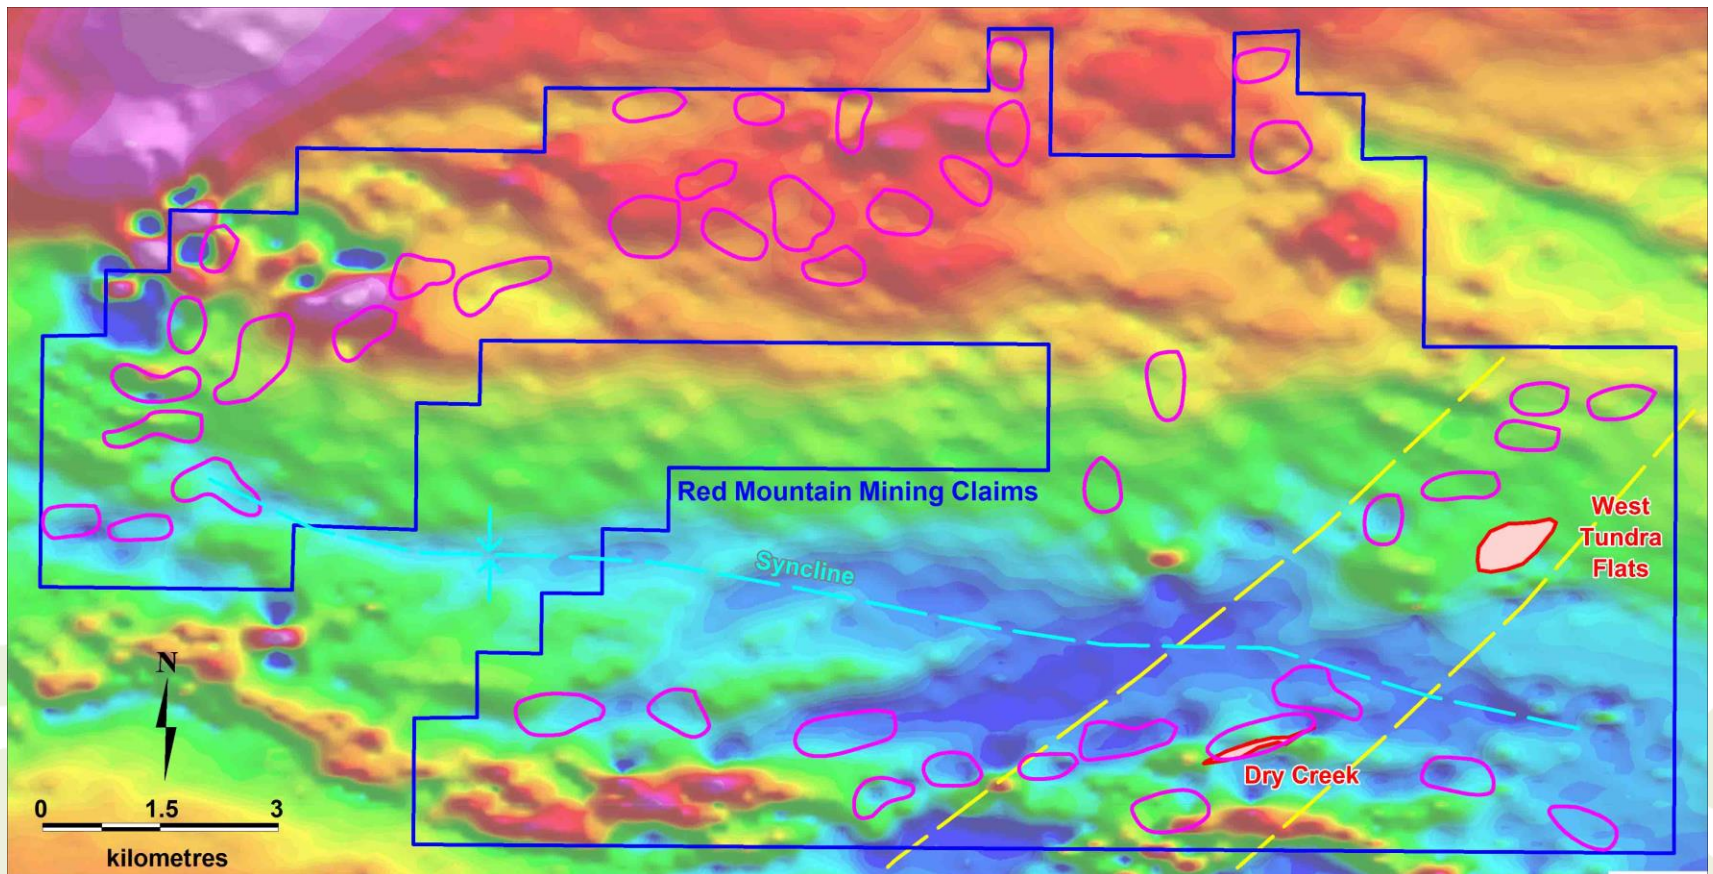 Red Mountain Mining Claims
West
Tundra
Flats
Syncline
N
Dry Creek
0 1.5 3
kilometres